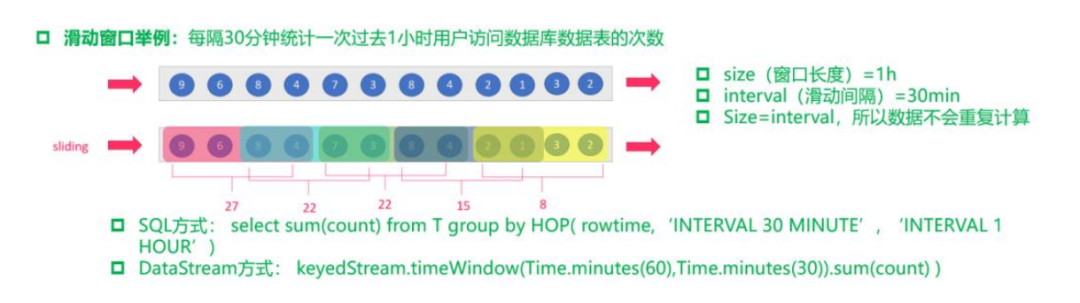 滑动窗口举例：每隔30分钟统计一次过去1小时用户访问数据库数据表的次数
9 6 8 4 7 3 8 4 2 1 3 2
size（窗口长度）=1h
interval（滑动间隔）=30min
Size=interval，所以数据不会重复计算
sliding
9 6 8 4 7 3 8 4 2 1 3 2
27 22 22 15 8
SQL方式： select sum(count) from T group by HOP( rowtime,‘INTERVAL 30 MINUTE’, ‘INTERVAL 1
HOUR’)
DataStream方式： keyedStream.timeWindow(Time.minutes(60),Time.minutes(30)).sum(count) )